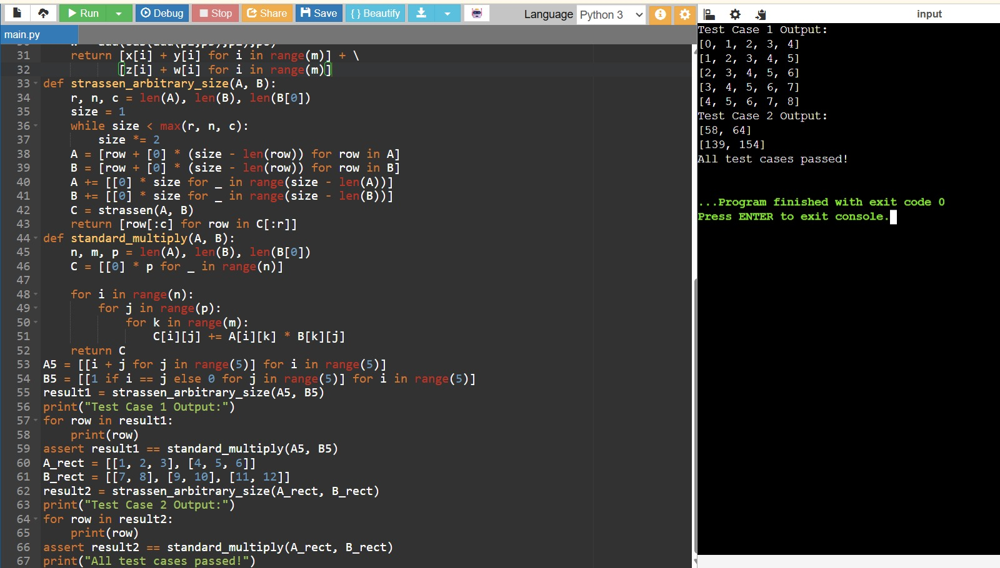 Run Debug Stop Share Save { } Beautify Language Python 3 input
main.py
31 return [x[i] + y[i] for i in range(m)] + \
32 [z[i] + w[i] for i in range(m)]
33 def strassen_arbitrary_size(A, B):
34 r, n, c = len(A), len(B), len(B[0])
35 size = 1
36 while size < max(r, n, c):
37 size *= 2
38 A = [row + [0] * (size - len(row)) for row in A]
39 B = [row + [0] * (size - len(row)) for row in B]
40 A += [[0] * size for _ in range(size - len(A))]
41 B += [[0] * size for _ in range(size - len(B))]
42 C = strassen(A, B)
43 return [row[:c] for row in C[:r]]
44 def standard_multiply(A, B):
45 n, m, p = len(A), len(B), len(B[0])
46 C = [[0] * p for _ in range(n)]
47
48 for i in range(n):
49 for j in range(p):
50 for k in range(m):
51 C[i][j] += A[i][k] * B[k][j]
52 return C
53 A5 = [[i + j for j in range(5)] for i in range(5)]
54 B5 = [[1 if i == j else 0 for j in range(5)] for i in range(5)]
55 result1 = strassen_arbitrary_size(A5, B5)
56 print("Test Case 1 Output:")
57 for row in result1:
58 print(row)
59 assert result1 == standard_multiply(A5, B5)
60 A_rect = [[1, 2, 3], [4, 5, 6]]
61 B_rect = [[7, 8], [9, 10], [11, 12]]
62 result2 = strassen_arbitrary_size(A_rect, B_rect)
63 print("Test Case 2 Output:")
64 for row in result2:
65 print(row)
66 assert result2 == standard_multiply(A_rect, B_rect)
67 print("All test cases passed!")
Test Case 1 Output:
[0, 1, 2, 3, 4]
[1, 2, 3, 4, 5]
[2, 3, 4, 5, 6]
[3, 4, 5, 6, 7]
[4, 5, 6, 7, 8]
Test Case 2 Output:
[58, 64]
[139, 154]
All test cases passed!
...Program finished with exit code 0
Press ENTER to exit console.